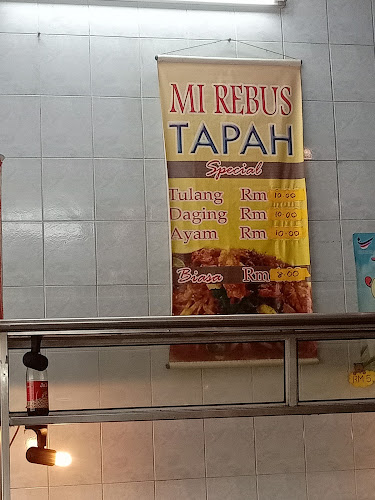 MI REBUS
TAPAH
Special
Tulang Rm 10.00
Daging Rm 10.00
Ayam Rm 10.00
Biasa Rm 8.00
RM5